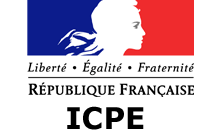 Liberté • Égalité • Fraternité
RÉPUBLIQUE FRANÇAISE
ICPE